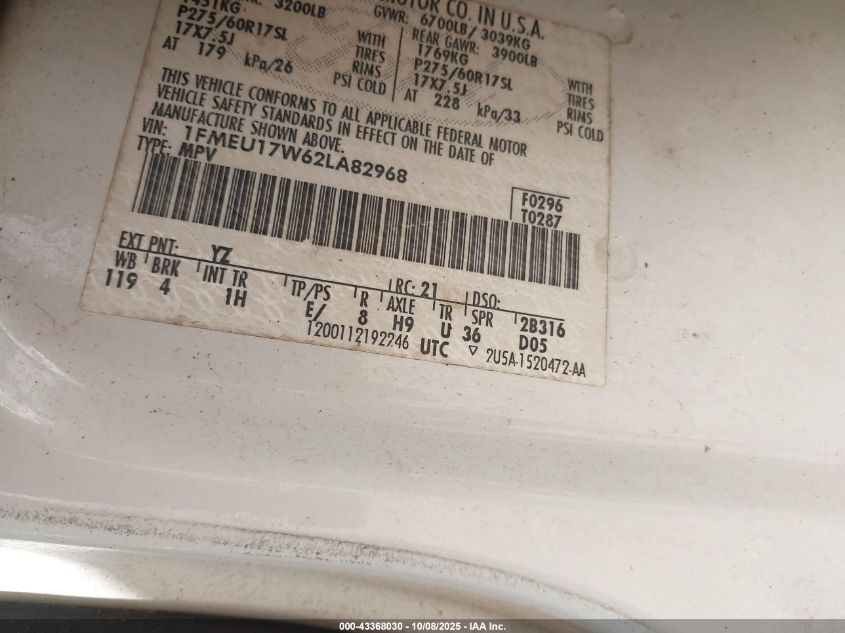 MOTOR CO. IN U.S.A.
3200LB GVWR: 6700LB/ 3039KG
1451KG REAR GAWR: 3900LB
P275/60R17SL WITH 1769KG WITH
17X7.5J TIRES P275/60R17SL TIRES
AT 179 kPa/26 RIMS 17X7.5J RIMS
PSI COLD AT 228 kPa/33 PSI COLD
THIS VEHICLE CONFORMS TO ALL APPLICABLE FEDERAL MOTOR
VEHICLE SAFETY STANDARDS IN EFFECT ON THE DATE OF
MANUFACTURE SHOWN ABOVE.
VIN: 1FMEU17W62LA82968
TYPE: MPV
F0296
T0287
EXT PNT: YZ RC: 21 DSO:
WB BRK INT TR TP/PS R AXLE TR SPR 2B316
119 4 1H E/ 8 H9 U 36 D05
1200112192246 UTC ▽ 2U5A-1520472-AA
000-43368030 - 10/08/2025 - IAA Inc.